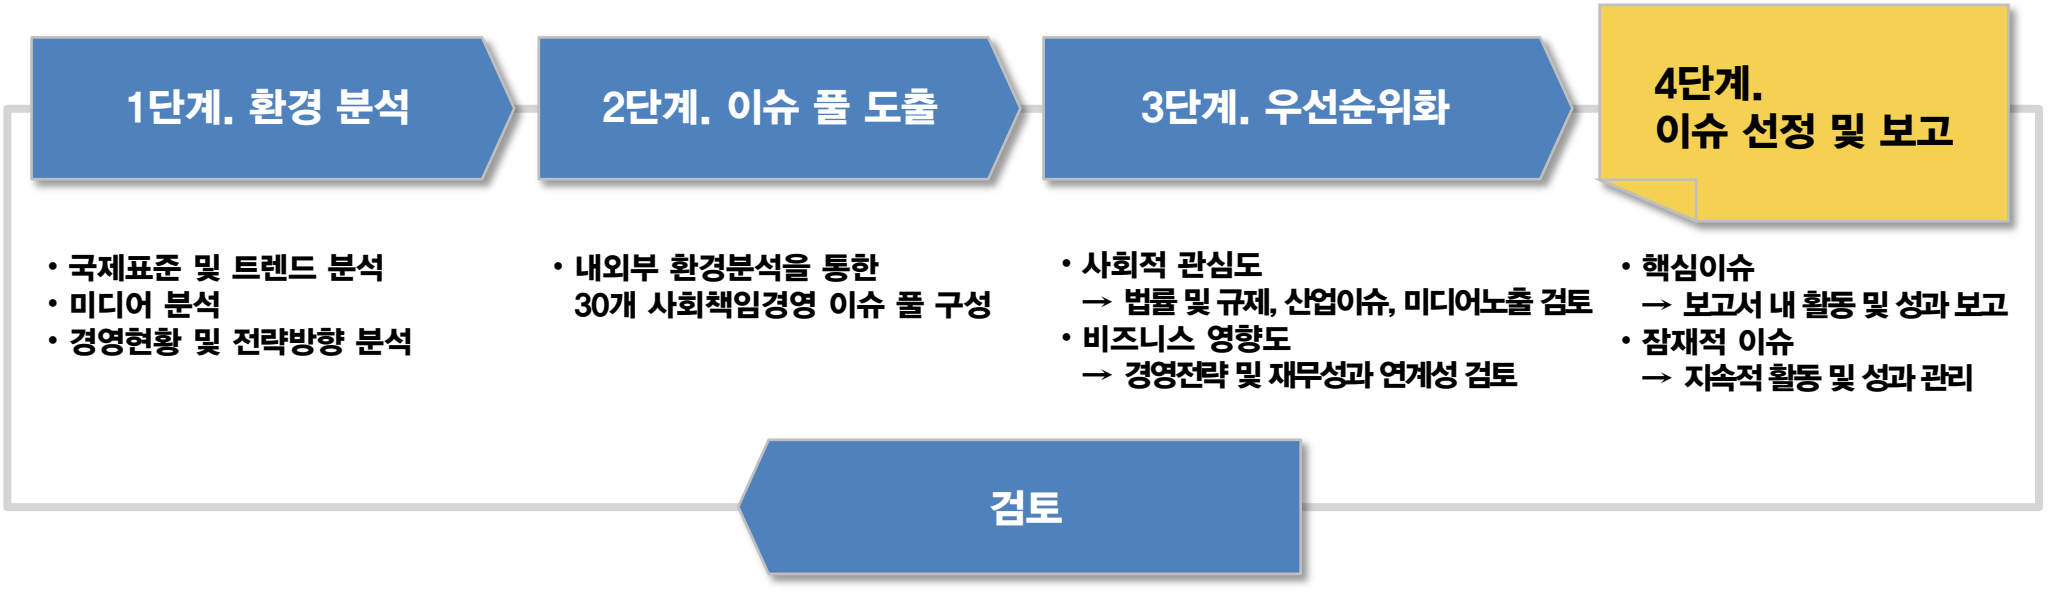 1단계. 환경 분석
• 국제표준 및 트렌드 분석
• 미디어 분석
• 경영현황 및 전략방향 분석
2단계. 이슈 풀 도출
• 내외부 환경분석을 통한
30개 사회책임경영 이슈 풀 구성
3단계. 우선순위화
• 사회적 관심도
→ 법률 및 규제, 산업이슈, 미디어노출 검토
• 비즈니스 영향도
→ 경영전략 및 재무성과 연계성 검토
4단계.
이슈 선정 및 보고
• 핵심이슈
→ 보고서 내 활동 및 성과 보고
• 잠재적 이슈
→ 지속적 활동 및 성과 관리
검토